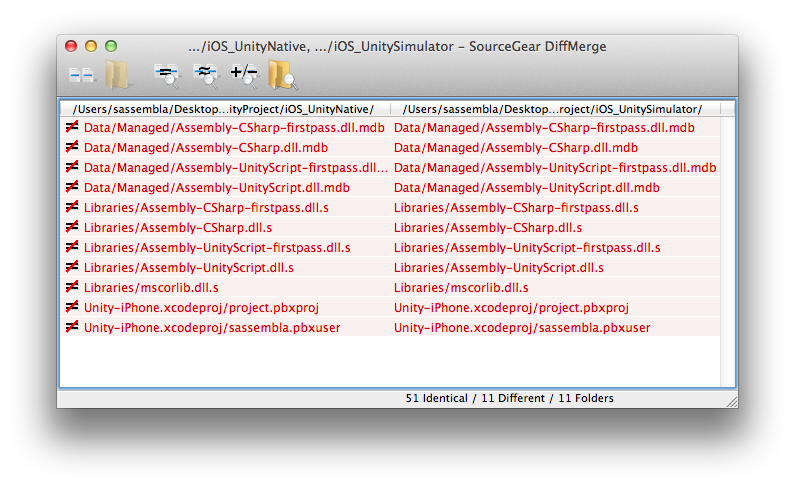 .../iOS_UnityNative, .../iOS_UnitySimulator – SourceGear DiffMerge
/Users/sassembla/Desktop...ityProject/iOS_UnityNative/ /Users/sassembla/Desktop...roject/iOS_UnitySimulator/
Data/Managed/Assembly-CSharp-firstpass.dll.mdb Data/Managed/Assembly-CSharp-firstpass.dll.mdb
Data/Managed/Assembly-CSharp.dll.mdb Data/Managed/Assembly-CSharp.dll.mdb
Data/Managed/Assembly-UnityScript-firstpass.dll... Data/Managed/Assembly-UnityScript-firstpass.dll.mdb
Data/Managed/Assembly-UnityScript.dll.mdb Data/Managed/Assembly-UnityScript.dll.mdb
Libraries/Assembly-CSharp-firstpass.dll.s Libraries/Assembly-CSharp-firstpass.dll.s
Libraries/Assembly-CSharp.dll.s Libraries/Assembly-CSharp.dll.s
Libraries/Assembly-UnityScript-firstpass.dll.s Libraries/Assembly-UnityScript-firstpass.dll.s
Libraries/Assembly-UnityScript.dll.s Libraries/Assembly-UnityScript.dll.s
Libraries/mscorlib.dll.s Libraries/mscorlib.dll.s
Unity-iPhone.xcodeproj/project.pbxproj Unity-iPhone.xcodeproj/project.pbxproj
Unity-iPhone.xcodeproj/sassembla.pbxuser Unity-iPhone.xcodeproj/sassembla.pbxuser
51 Identical / 11 Different / 11 Folders